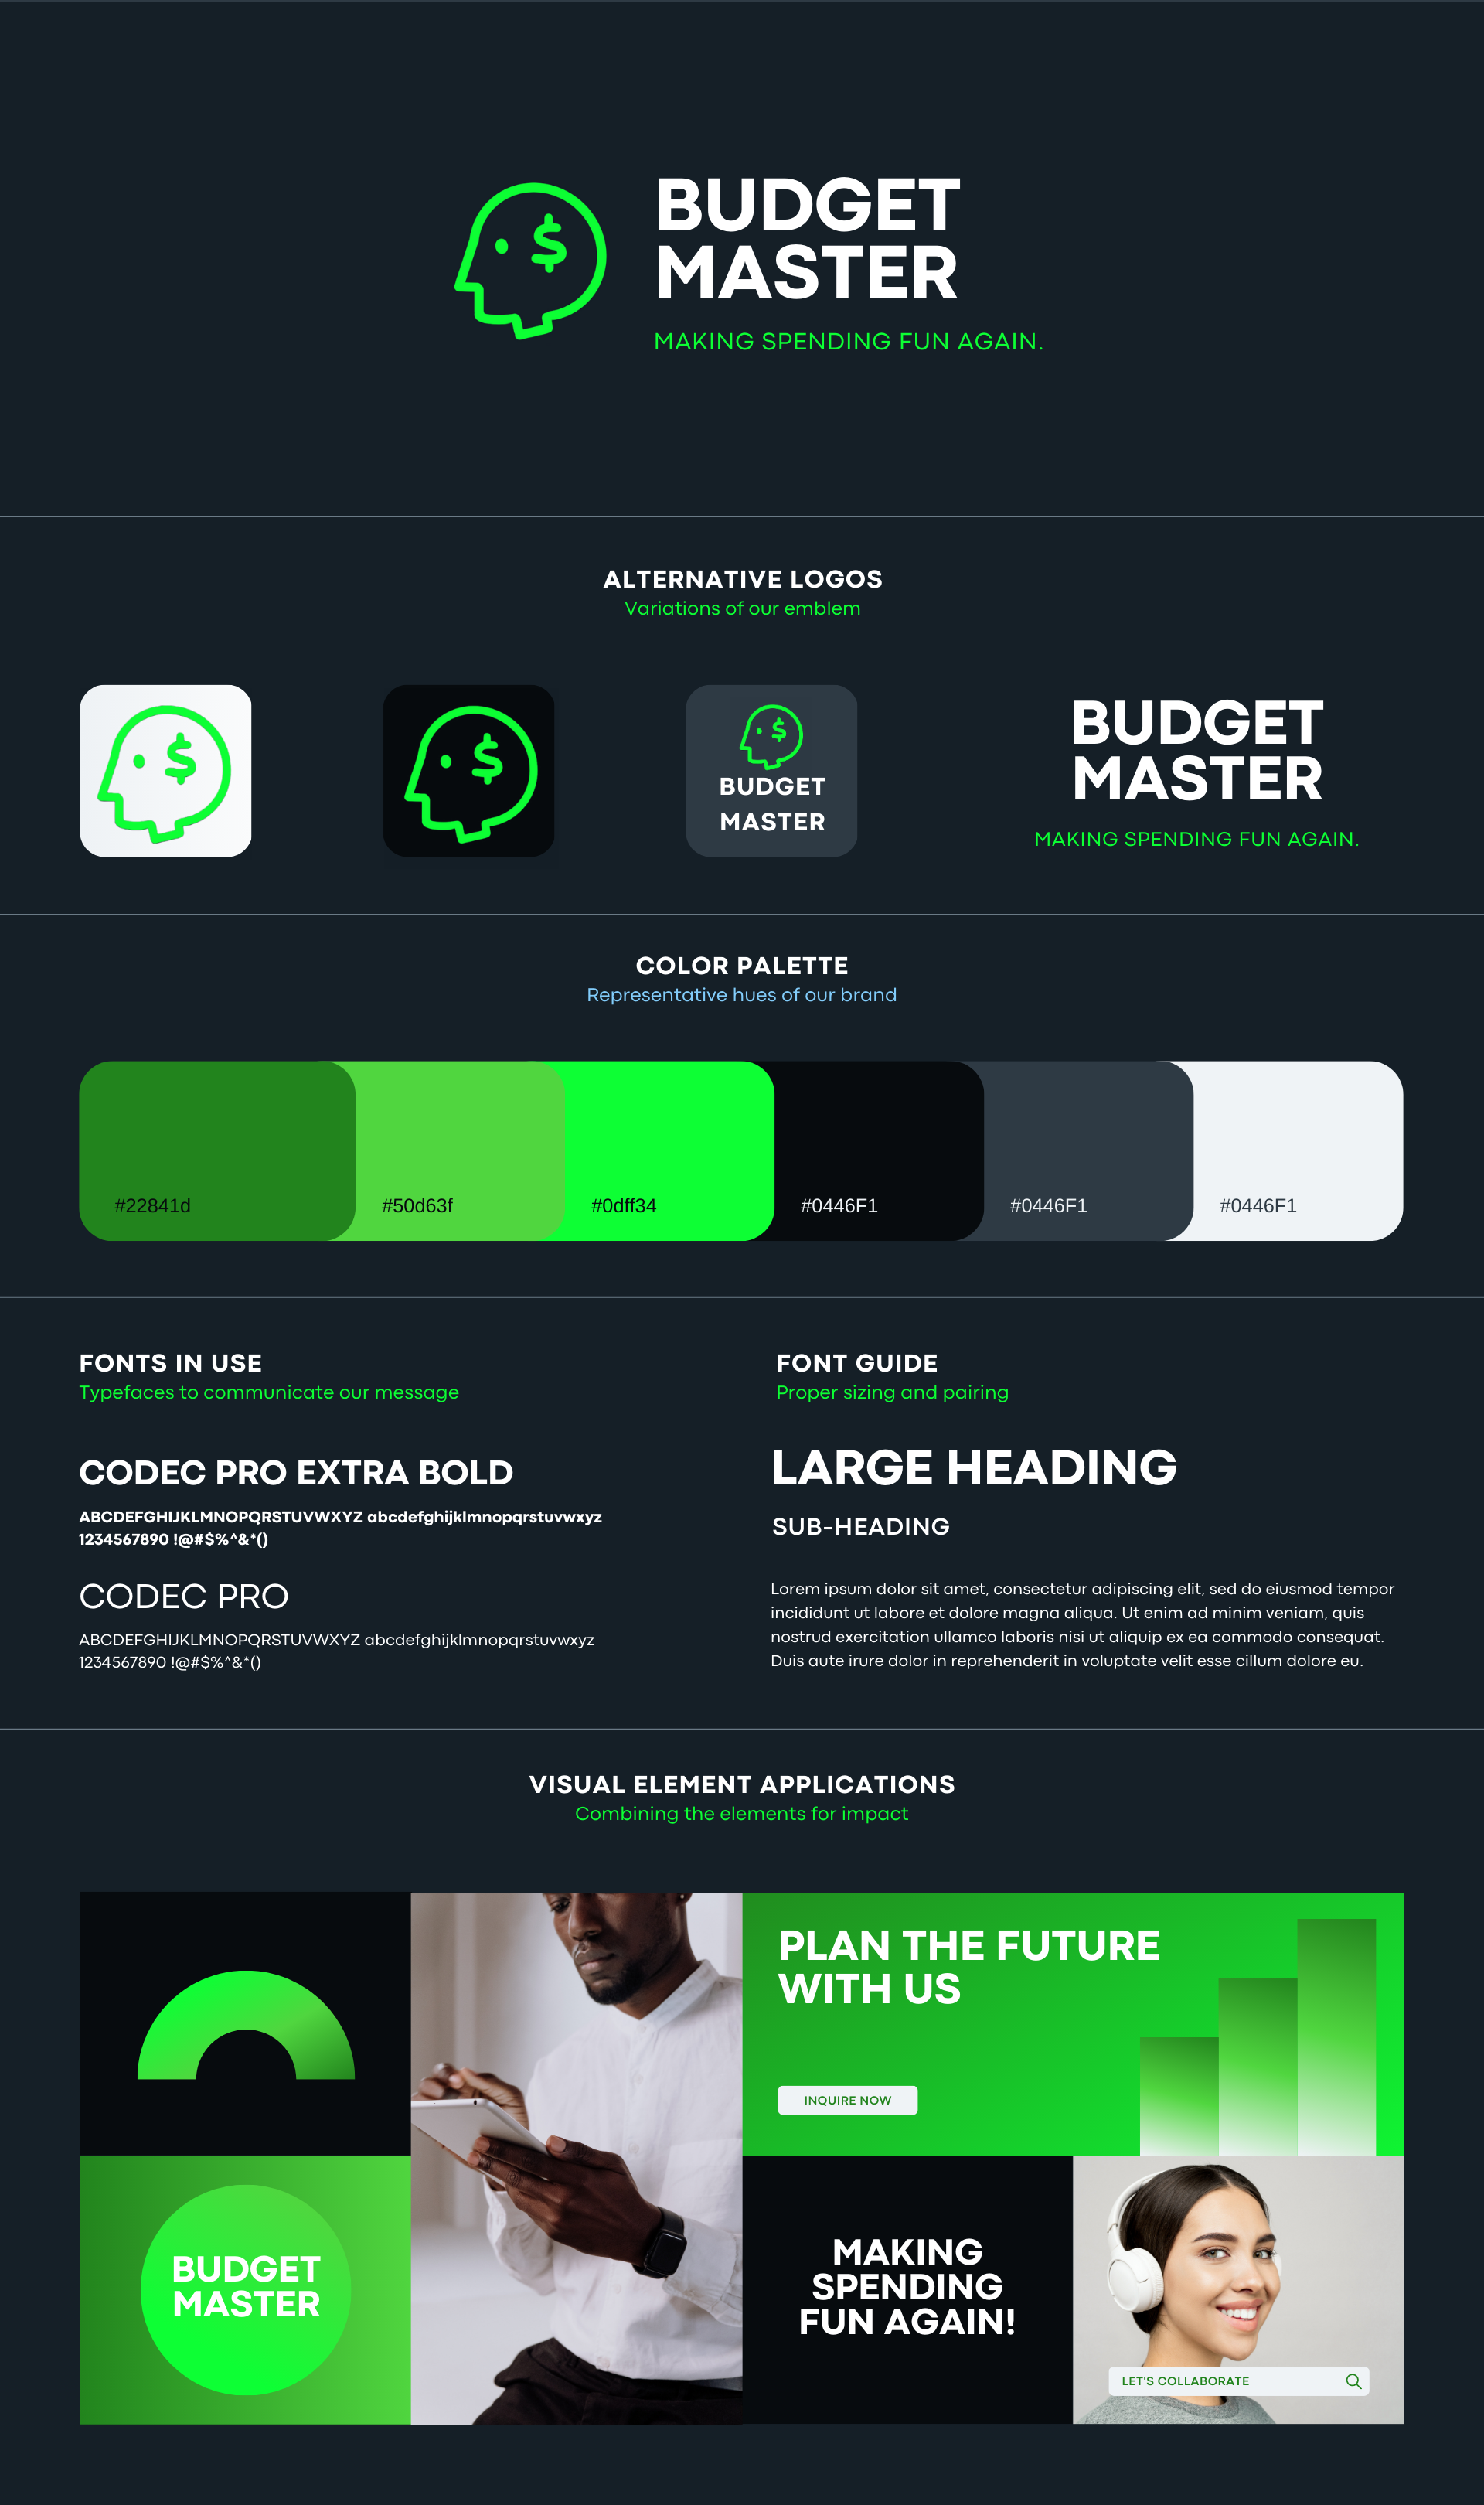 BUDGET
MASTER
MAKING SPENDING FUN AGAIN.
ALTERNATIVE LOGOS
Variations of our emblem
$
$
$
$
BUDGET
MASTER
BUDGET
MASTER
MAKING SPENDING FUN AGAIN.
COLOR PALETTE
Representative hues of our brand
#22841d
#50d63f
#0dff34
#0446F1
#0446F1
#0446F1
FONTS IN USE
Typefaces to communicate our message
CODEC PRO EXTRA BOLD
ABCDEFGHIJKLMNOPQRSTUVWXYZ abcdefghijklmnopqrstuvwxyz
1234567890 !@#$%^&*()
CODEC PRO
ABCDEFGHIJKLMNOPQRSTUVWXYZ abcdefghijklmnopqrstuvwxyz
1234567890 !@#$%^&*()
FONT GUIDE
Proper sizing and pairing
LARGE HEADING
SUB-HEADING
Lorem ipsum dolor sit amet, consectetur adipiscing elit, sed do eiusmod tempor
incididunt ut labore et dolore magna aliqua. Ut enim ad minim veniam, quis
nostrud exercitation ullamco laboris nisi ut aliquip ex ea commodo consequat.
Duis aute irure dolor in reprehenderit in voluptate velit esse cillum dolore eu.
VISUAL ELEMENT APPLICATIONS
Combining the elements for impact
PLAN THE FUTURE
WITH US
INQUIRE NOW
BUDGET
MASTER
MAKING
SPENDING
FUN AGAIN!
LET'S COLLABORATE